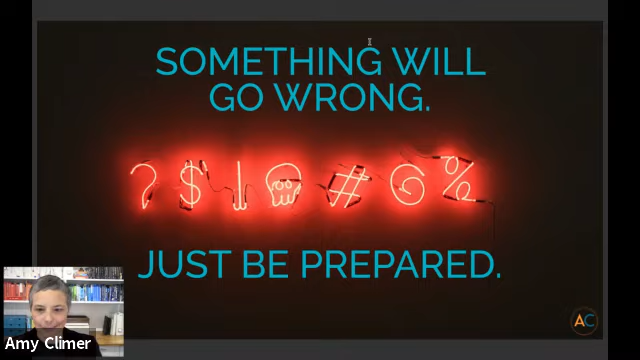 SOMETHING WILL
GO WRONG.
?$!☠#@%
JUST BE PREPARED.
AC
Amy Climer